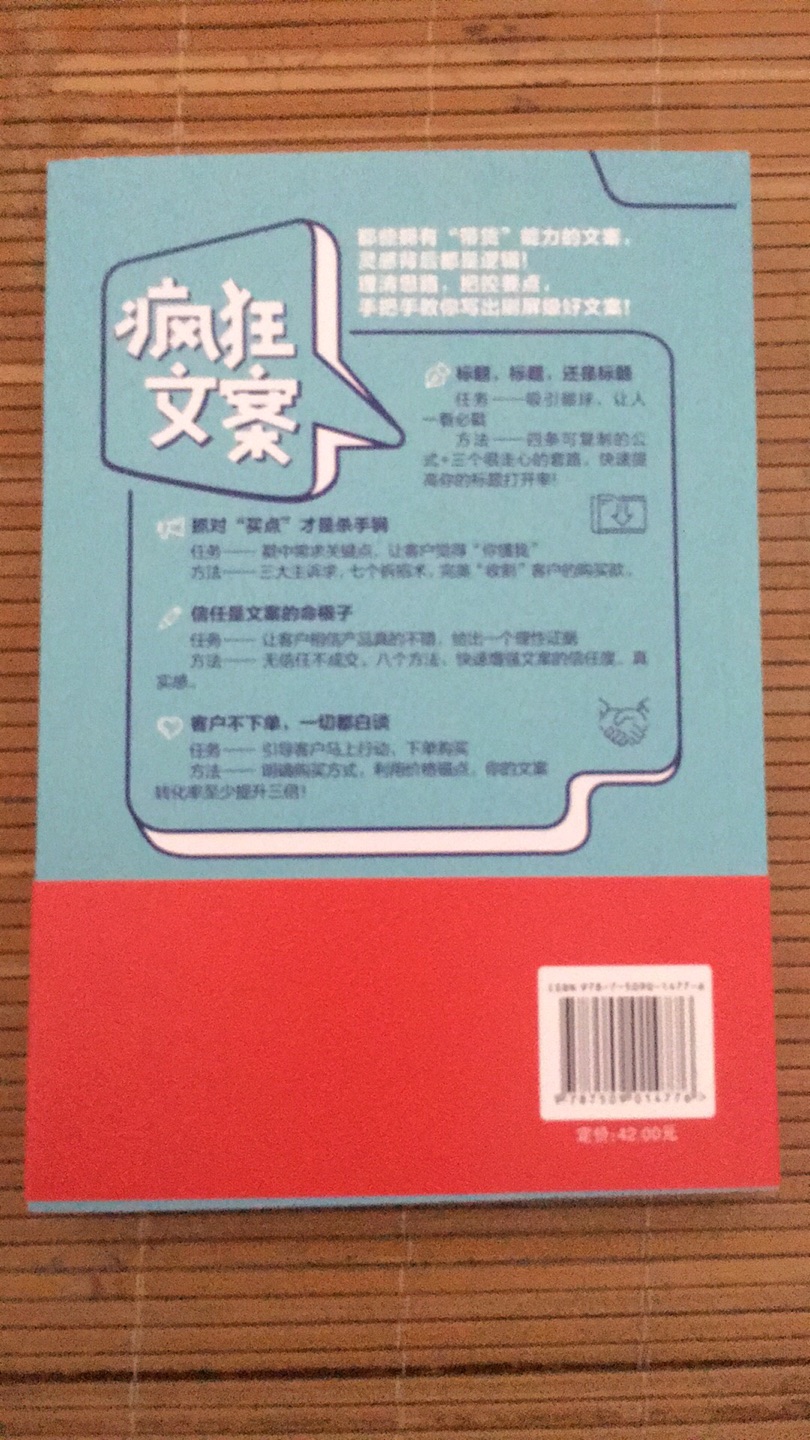 疯狂
文案
那些拥有“带货”能力的文案，
灵感背后都是逻辑！
理清思路，把控要点，
手把手教你写出刷屏级好文案！
标题，标题，还是标题
任务——吸引眼球，让人
一看必戳
方法——四条可复制的公
式+三个很走心的套路，快速提
高你的标题打开率！
抓对“买点”才是杀手锏
任务—— 戳中需求关键点，让客户觉得“你懂我”
方法——三大主诉求，七个拆招术，完美“收割”客户的购买欲。
信任是文案的命根子
任务—— 让客户相信产品真的不错，给出一个理性证据
方法—— 无信任不成交，八个方法，快速增强文案的信任度、真
实感。
客户不下单，一切都白谈
任务—— 引导客户马上行动，下单购买
方法—— 明确购买方式，利用价格锚点，你的文案
转化率至少提升三倍！
ISBN 978-7-5090-1477-6
9 787509 014776 >
定价：42.00元